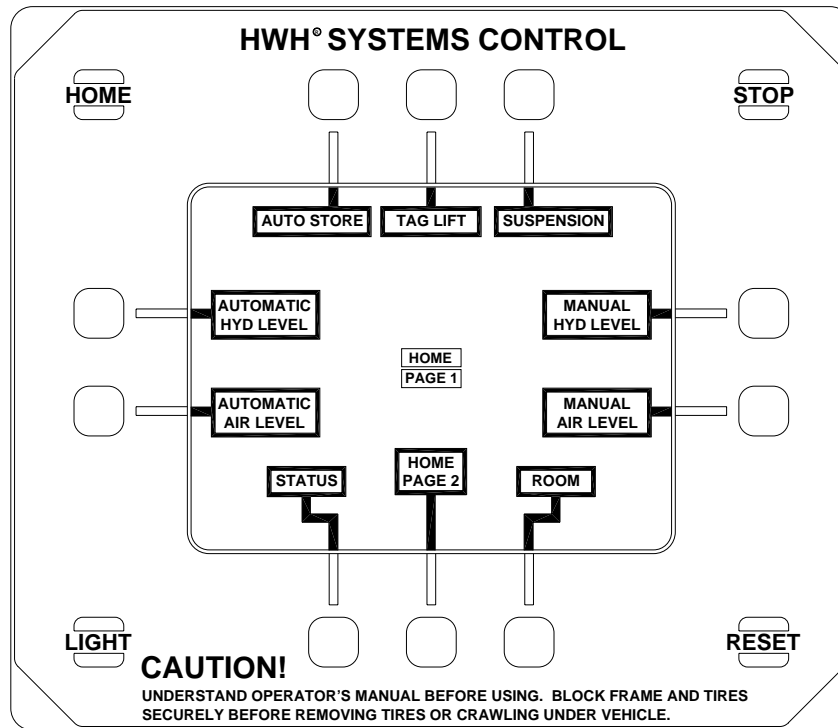 HWH® SYSTEMS CONTROL
HOME
STOP
AUTO STORE
TAG LIFT
SUSPENSION
AUTOMATIC
HYD LEVEL
MANUAL
HYD LEVEL
HOME
PAGE 1
AUTOMATIC
AIR LEVEL
MANUAL
AIR LEVEL
STATUS
HOME
PAGE 2
ROOM
LIGHT
RESET
CAUTION!
UNDERSTAND OPERATOR'S MANUAL BEFORE USING. BLOCK FRAME AND TIRES
SECURELY BEFORE REMOVING TIRES OR CRAWLING UNDER VEHICLE.